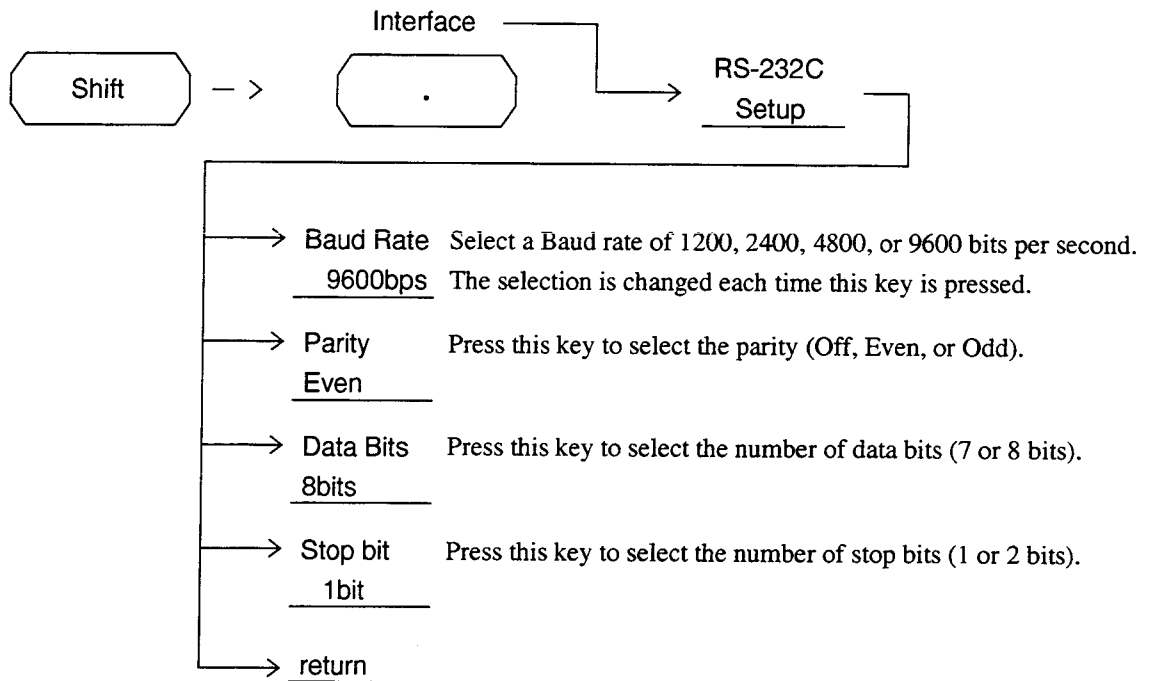 Interface
Shift -> . RS-232C
Setup
Baud Rate Select a Baud rate of 1200, 2400, 4800, or 9600 bits per second.
9600bps The selection is changed each time this key is pressed.
Parity Press this key to select the parity (Off, Even, or Odd).
Even
Data Bits Press this key to select the number of data bits (7 or 8 bits).
8bits
Stop bit Press this key to select the number of stop bits (1 or 2 bits).
1bit
return